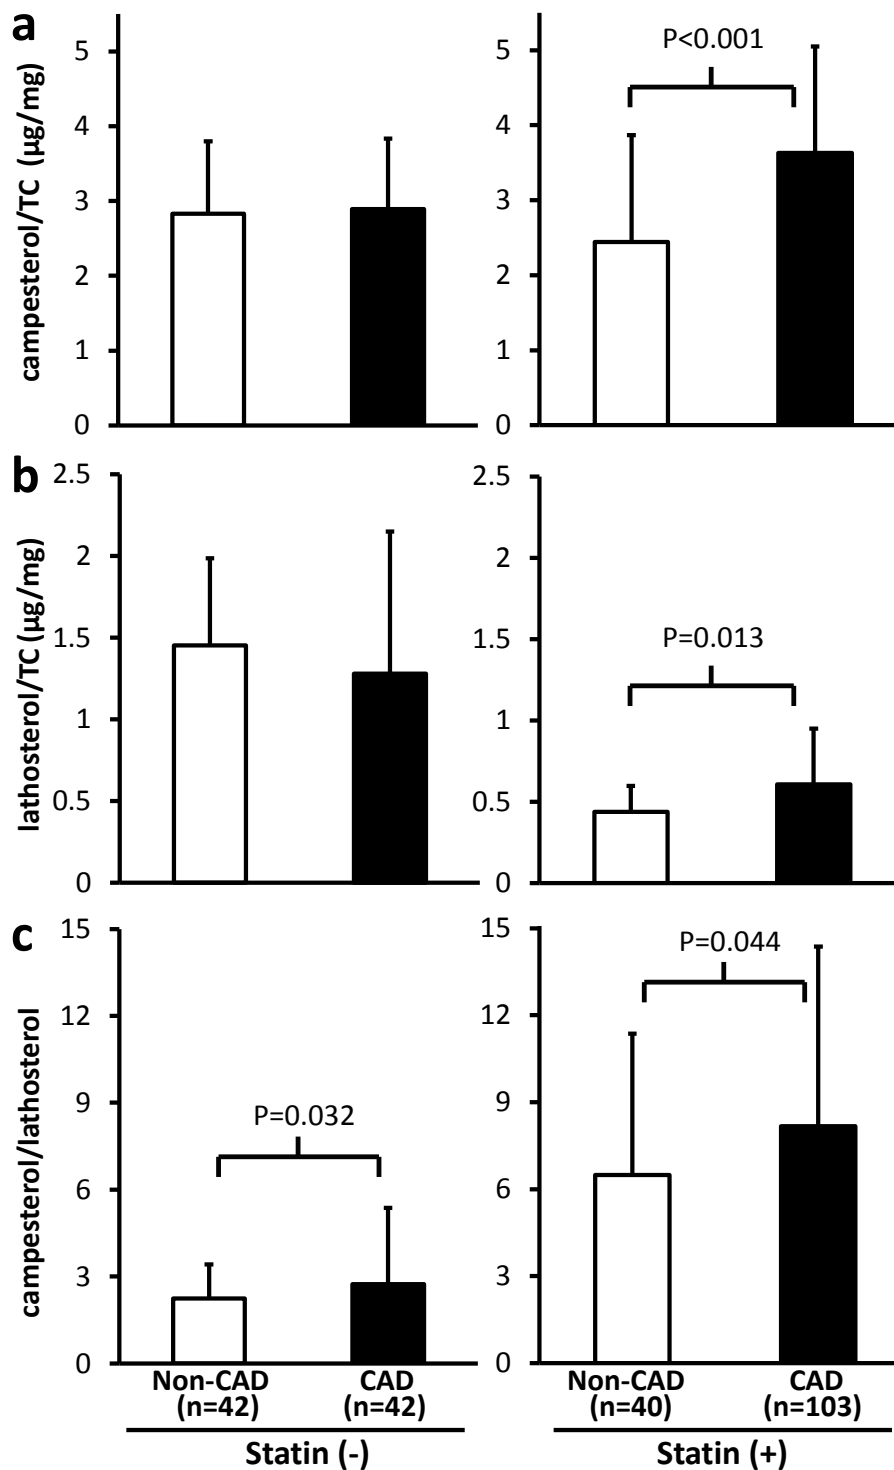 a
campesterol/TC (µg/mg)
5
4
3
2
1
0
5
4
3
2
1
0
P<0.001
b
lathosterol/TC (µg/mg)
2.5
2
1.5
1
0.5
0
2.5
2
1.5
1
0.5
0
P=0.013
c
campesterol/lathosterol
15
12
9
6
3
0
P=0.032
15
12
9
6
3
0
P=0.044
Non-CAD
(n=42)
CAD
(n=42)
Statin (-)
Non-CAD
(n=40)
CAD
(n=103)
Statin (+)